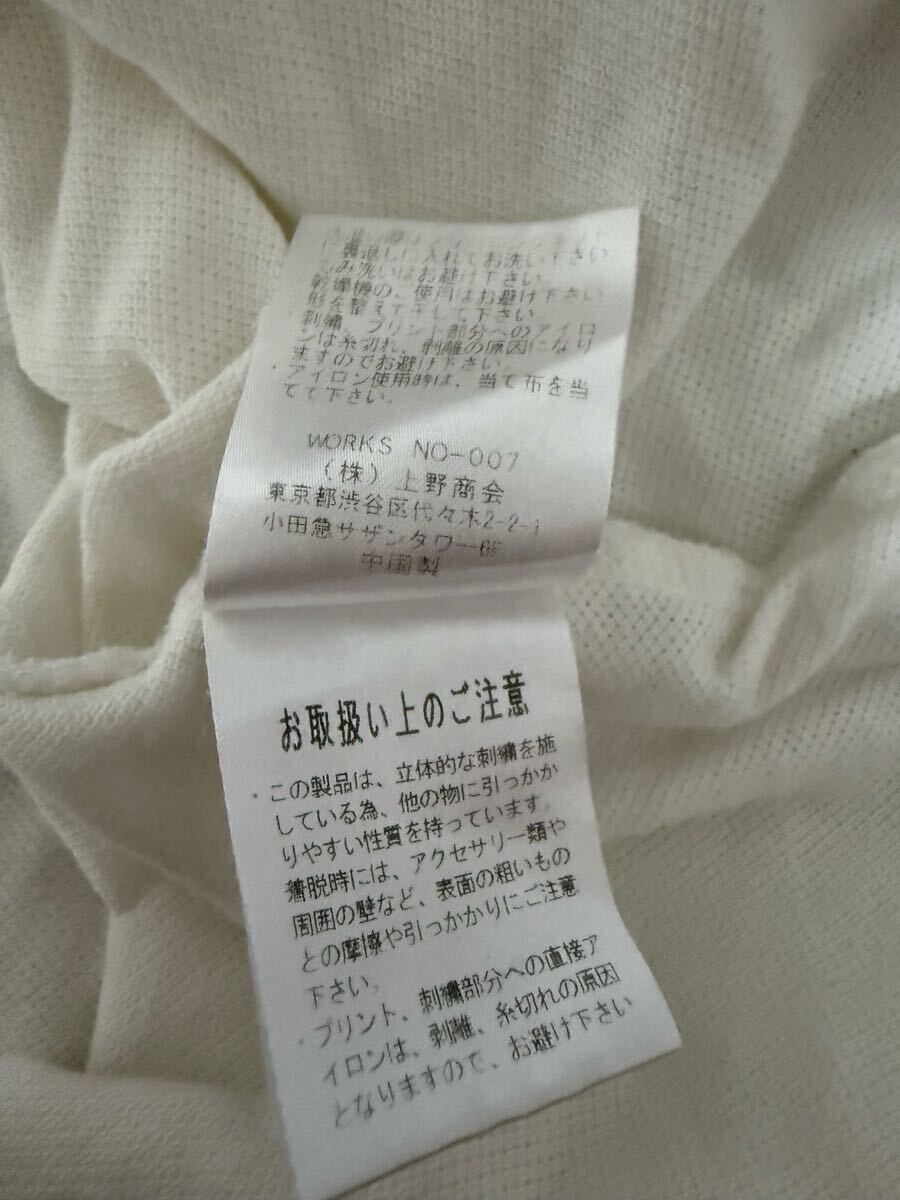 裏返しに入れてお洗い下さい
み洗いはお避け下さい
乾燥機のご使用はお避け下さい
形を整えて干して下さい
刺繍 プリント部分へのアイロ
ンは糸切れ、剥離の原因になり
ますのでお避け下さい
・アイロン使用時は、当て布を当
てて下さい。
WORKS NO-007
(株)上野商会
東京都渋谷区代々木2-2-1
小田急サザンタワー6F
中国製
お取扱い上のご注意
・この製品は、立体的な刺繍を施
している為、他の物に引っかか
りやすい性質を持っています。
着脱時には、アクセサリー類や
周囲の壁など、表面の粗いもの
との摩擦や引っかかりにご注意
下さい。
・プリント、刺繍部分への直接ア
イロンは、剥離、糸切れの原因
となりますので、お避け下さい